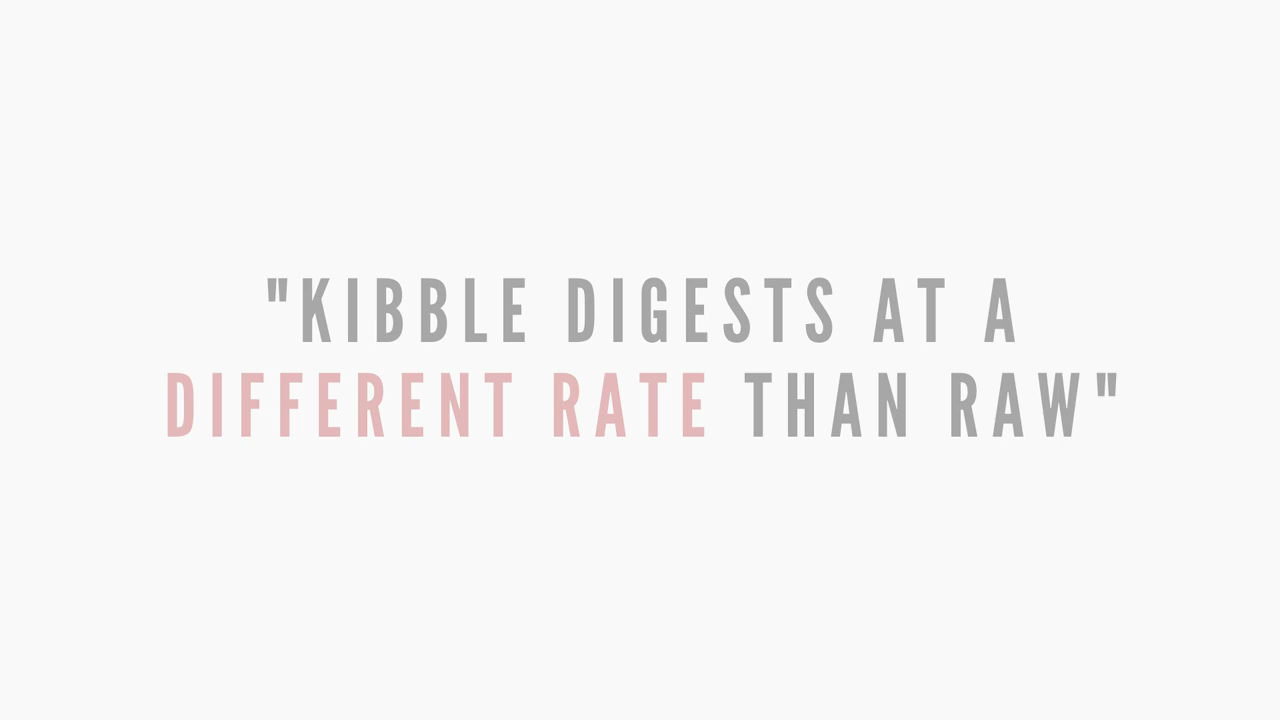 "KIBBLE DIGESTS AT A
DIFFERENT RATE THAN RAW"